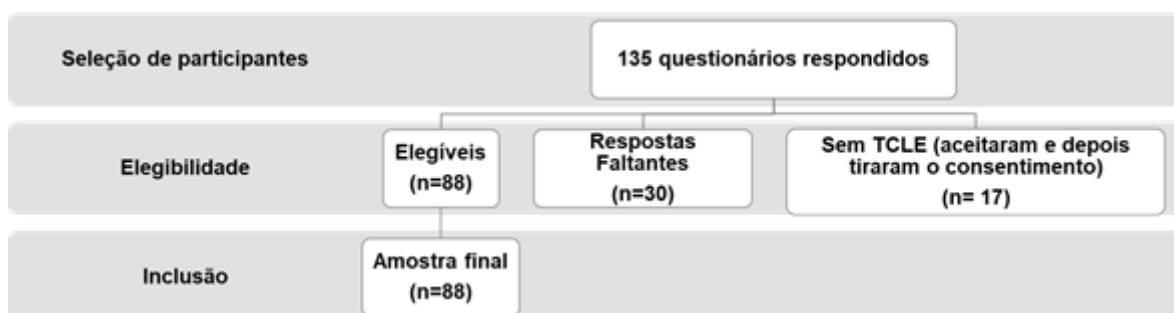 Seleção de participantes
135 questionários respondidos
Elegibilidade
Elegíveis
(n=88)
Respostas
Faltantes
(n=30)
Sem TCLE (aceitaram e depois
tiraram o consentimento)
(n= 17)
Inclusão
Amostra final
(n=88)